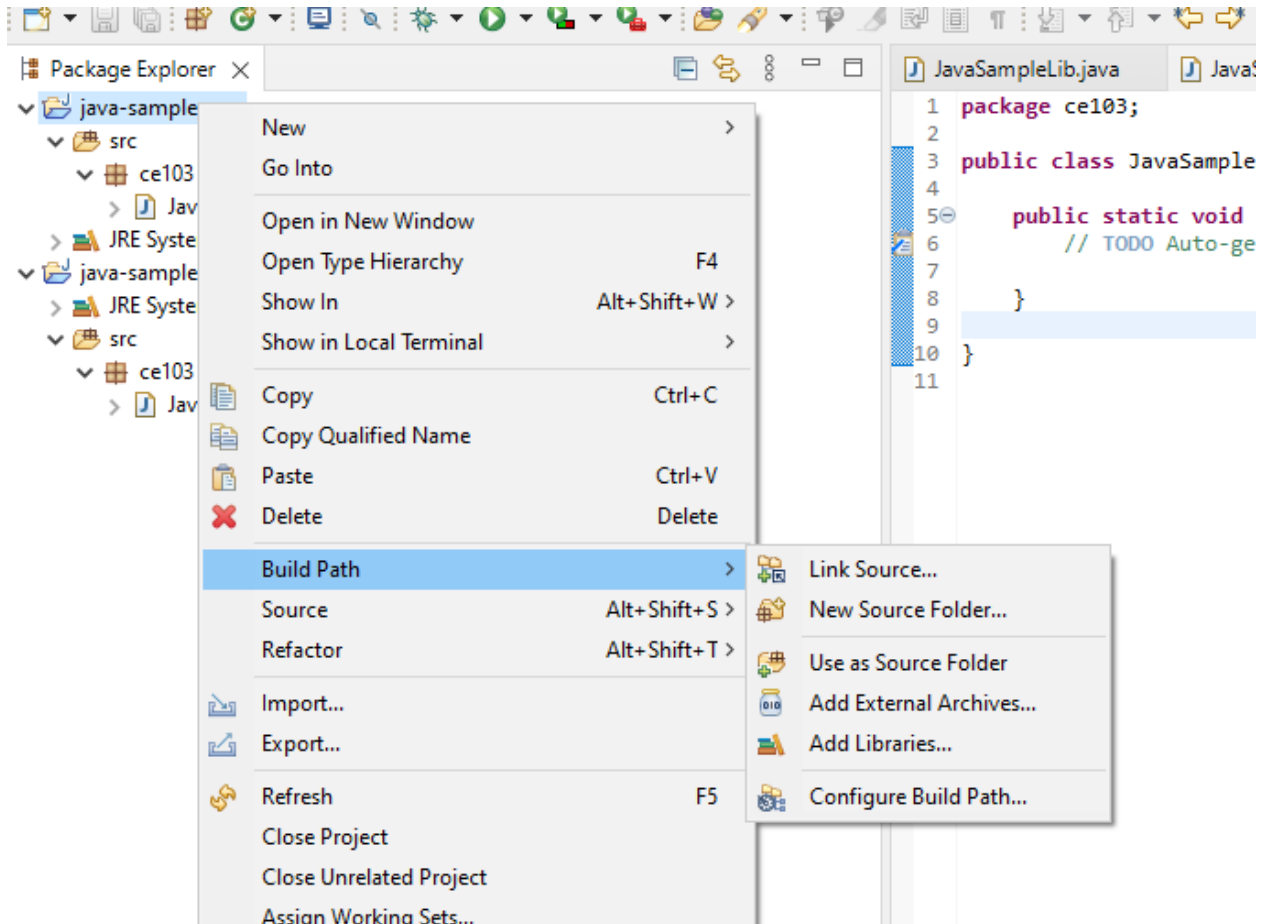 Package Explorer
JavaSampleLib.java
JavaS
java-sample
src
ce103
Jav
JRE Syste
java-sample
JRE Syste
src
ce103
Jav
New
Go Into
Open in New Window
Open Type Hierarchy F4
Show In Alt+Shift+W >
Show in Local Terminal
Copy Ctrl+C
Copy Qualified Name
Paste Ctrl+V
Delete Delete
Build Path
Source Alt+Shift+S >
Refactor Alt+Shift+T >
Import...
Export...
Refresh F5
Close Project
Close Unrelated Project
Assign Working Sets...
Link Source...
New Source Folder...
Use as Source Folder
Add External Archives...
Add Libraries...
Configure Build Path...
1 package ce103;
2
3 public class JavaSample
4
5 public static void
6 // TODO Auto-ge
7
8 }
9
10 }
11